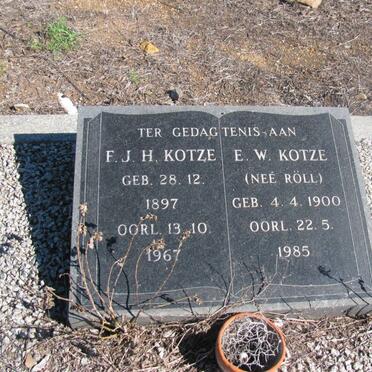 TER GEDAGTENIS AAN
F. J. H. KOTZE
GEB. 28. 12.
1897
OORL. 13. 10.
1967
E. W. KOTZE
(NEÉ RÖLL)
GEB. 4. 4. 1900
OORL. 22. 5.
1985